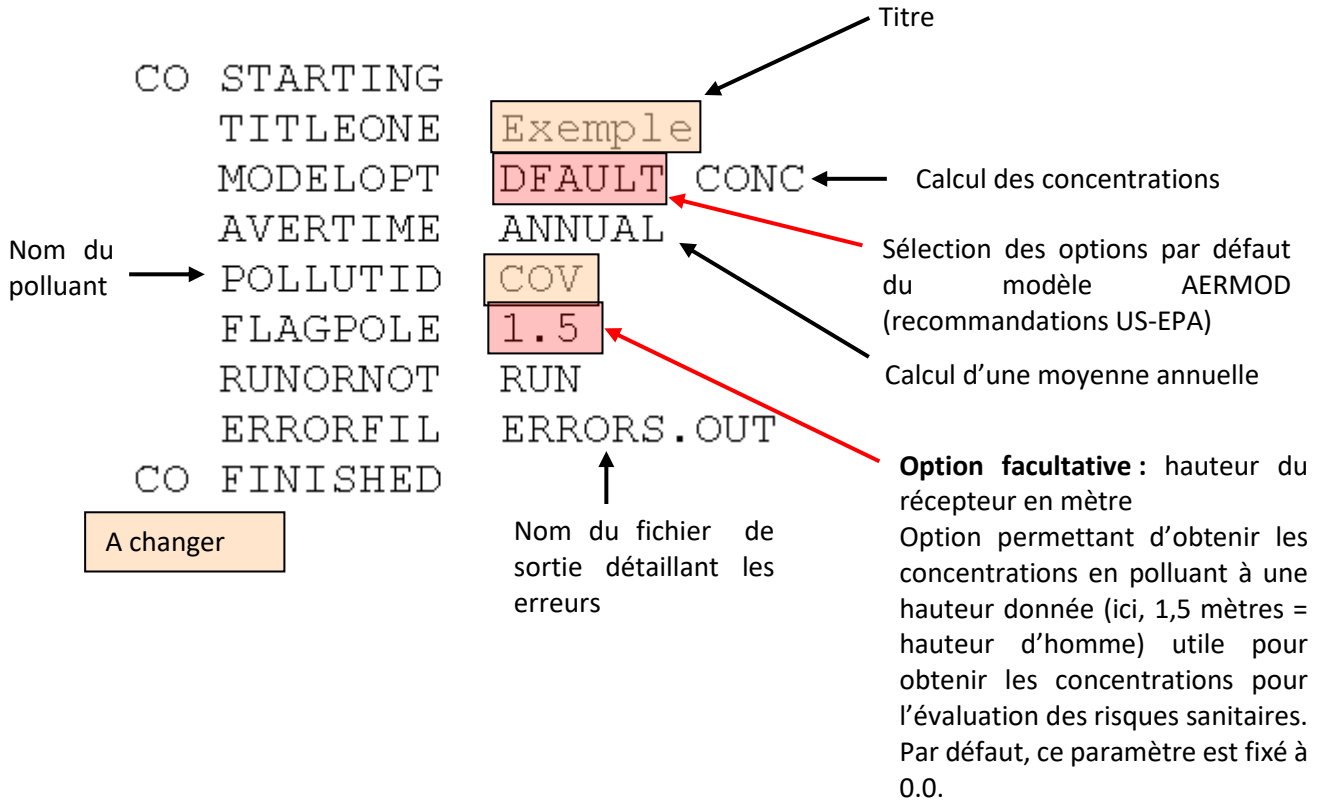 Titre
CO STARTING
TITLEONE Exemple
MODELOPT DFAULT CONC
Calcul des concentrations
AVERTIME ANNUAL
Nom du
polluant
POLLUTID COV
Sélection des options par défaut
du modèle AERMOD
(recommandations US-EPA)
FLAGPOLE 1.5
RUNORNOT RUN
Calcul d’une moyenne annuelle
ERRORFIL ERRORS.OUT
CO FINISHED
A changer
Nom du fichier de
sortie détaillant les
erreurs
Option facultative : hauteur du
récepteur en mètre
Option permettant d’obtenir les
concentrations en polluant à une
hauteur donnée (ici, 1,5 mètres =
hauteur d’homme) utile pour
obtenir les concentrations pour
l’évaluation des risques sanitaires.
Par défaut, ce paramètre est fixé à
0.0.